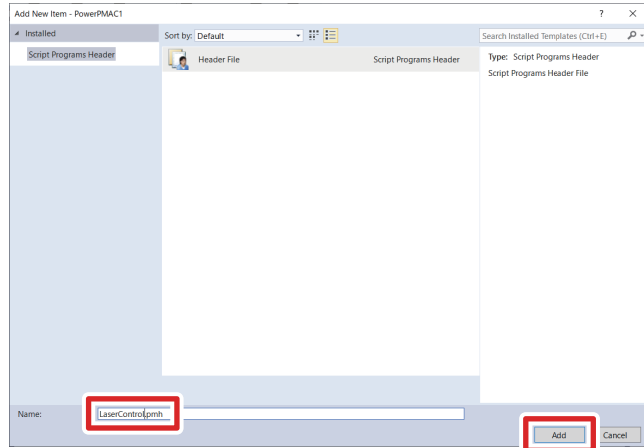 Add New Item - PowerPMAC1 ? ×
Installed
Script Programs Header
Sort by: Default
Search Installed Templates (Ctrl+E)
Header File Script Programs Header
Type: Script Programs Header
Script Programs Header File
Name: LaserControl.pmh
Add Cancel